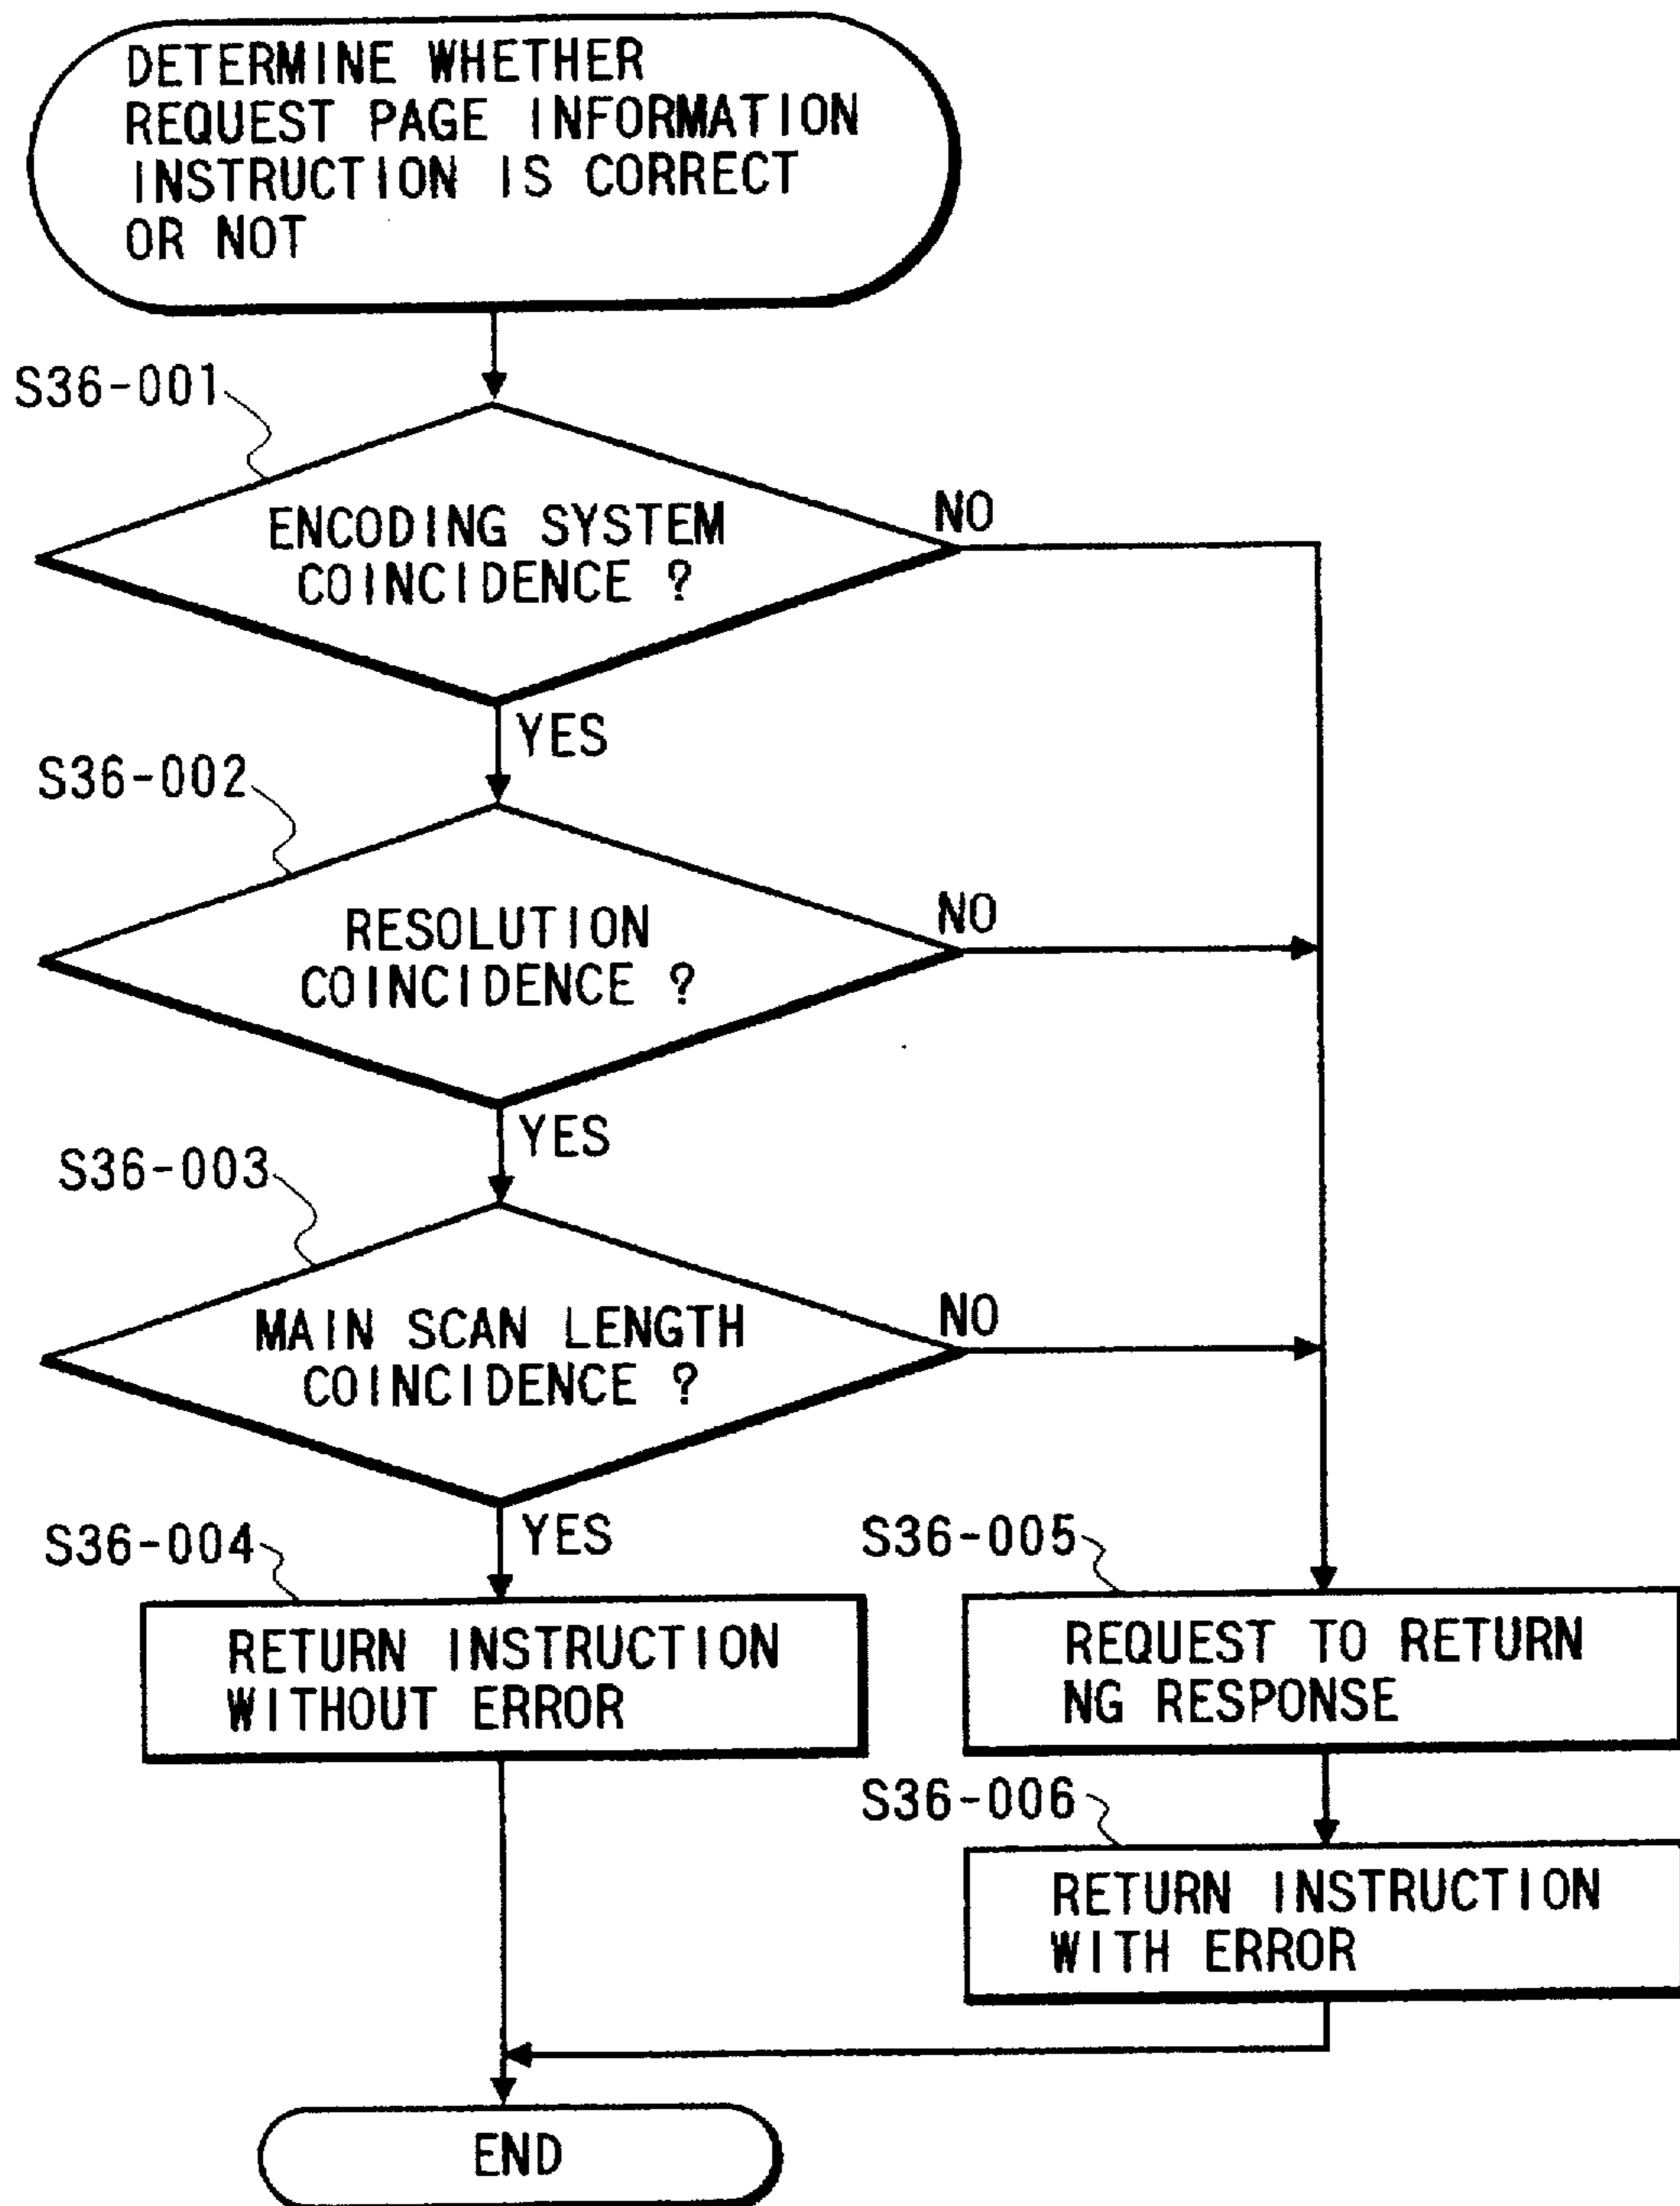 DETERMINE WHETHER
REQUEST PAGE INFORMATION
INSTRUCTION IS CORRECT
OR NOT
S36-001
ENCODING SYSTEM
COINCIDENCE ?
NO
YES
S36-002
RESOLUTION
COINCIDENCE ?
NO
YES
S36-003
MAIN SCAN LENGTH
COINCIDENCE ?
NO
YES
S36-004
RETURN INSTRUCTION
WITHOUT ERROR
S36-005
REQUEST TO RETURN
NG RESPONSE
S36-006
RETURN INSTRUCTION
WITH ERROR
END